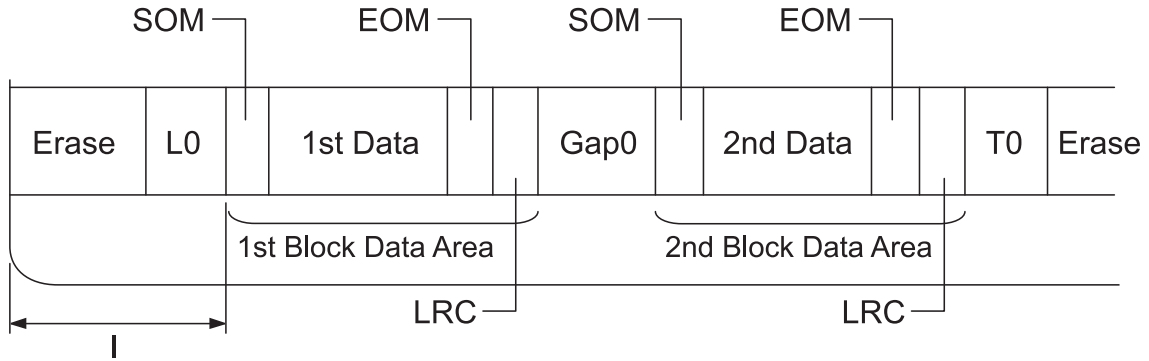 SOM EOM SOM EOM
Erase L0 1st Data Gap0 2nd Data T0 Erase
1st Block Data Area 2nd Block Data Area
LRC LRC
I